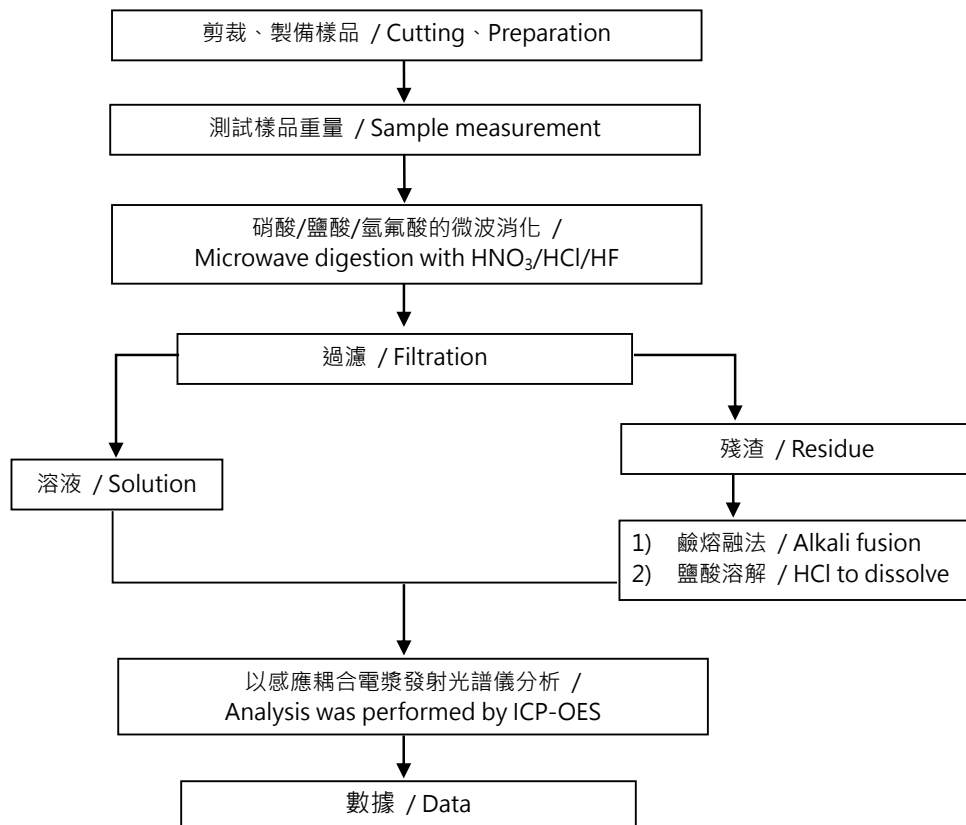 剪裁、製備樣品 / Cutting、Preparation
測試樣品重量 / Sample measurement
硝酸/鹽酸/氫氟酸的微波消化 /
Microwave digestion with HNO₃/HCl/HF
過濾 / Filtration
溶液 / Solution
殘渣 / Residue
1) 鹼熔融法 / Alkali fusion
2) 鹽酸溶解 / HCl to dissolve
以感應耦合電漿發射光譜儀分析 /
Analysis was performed by ICP-OES
數據 / Data